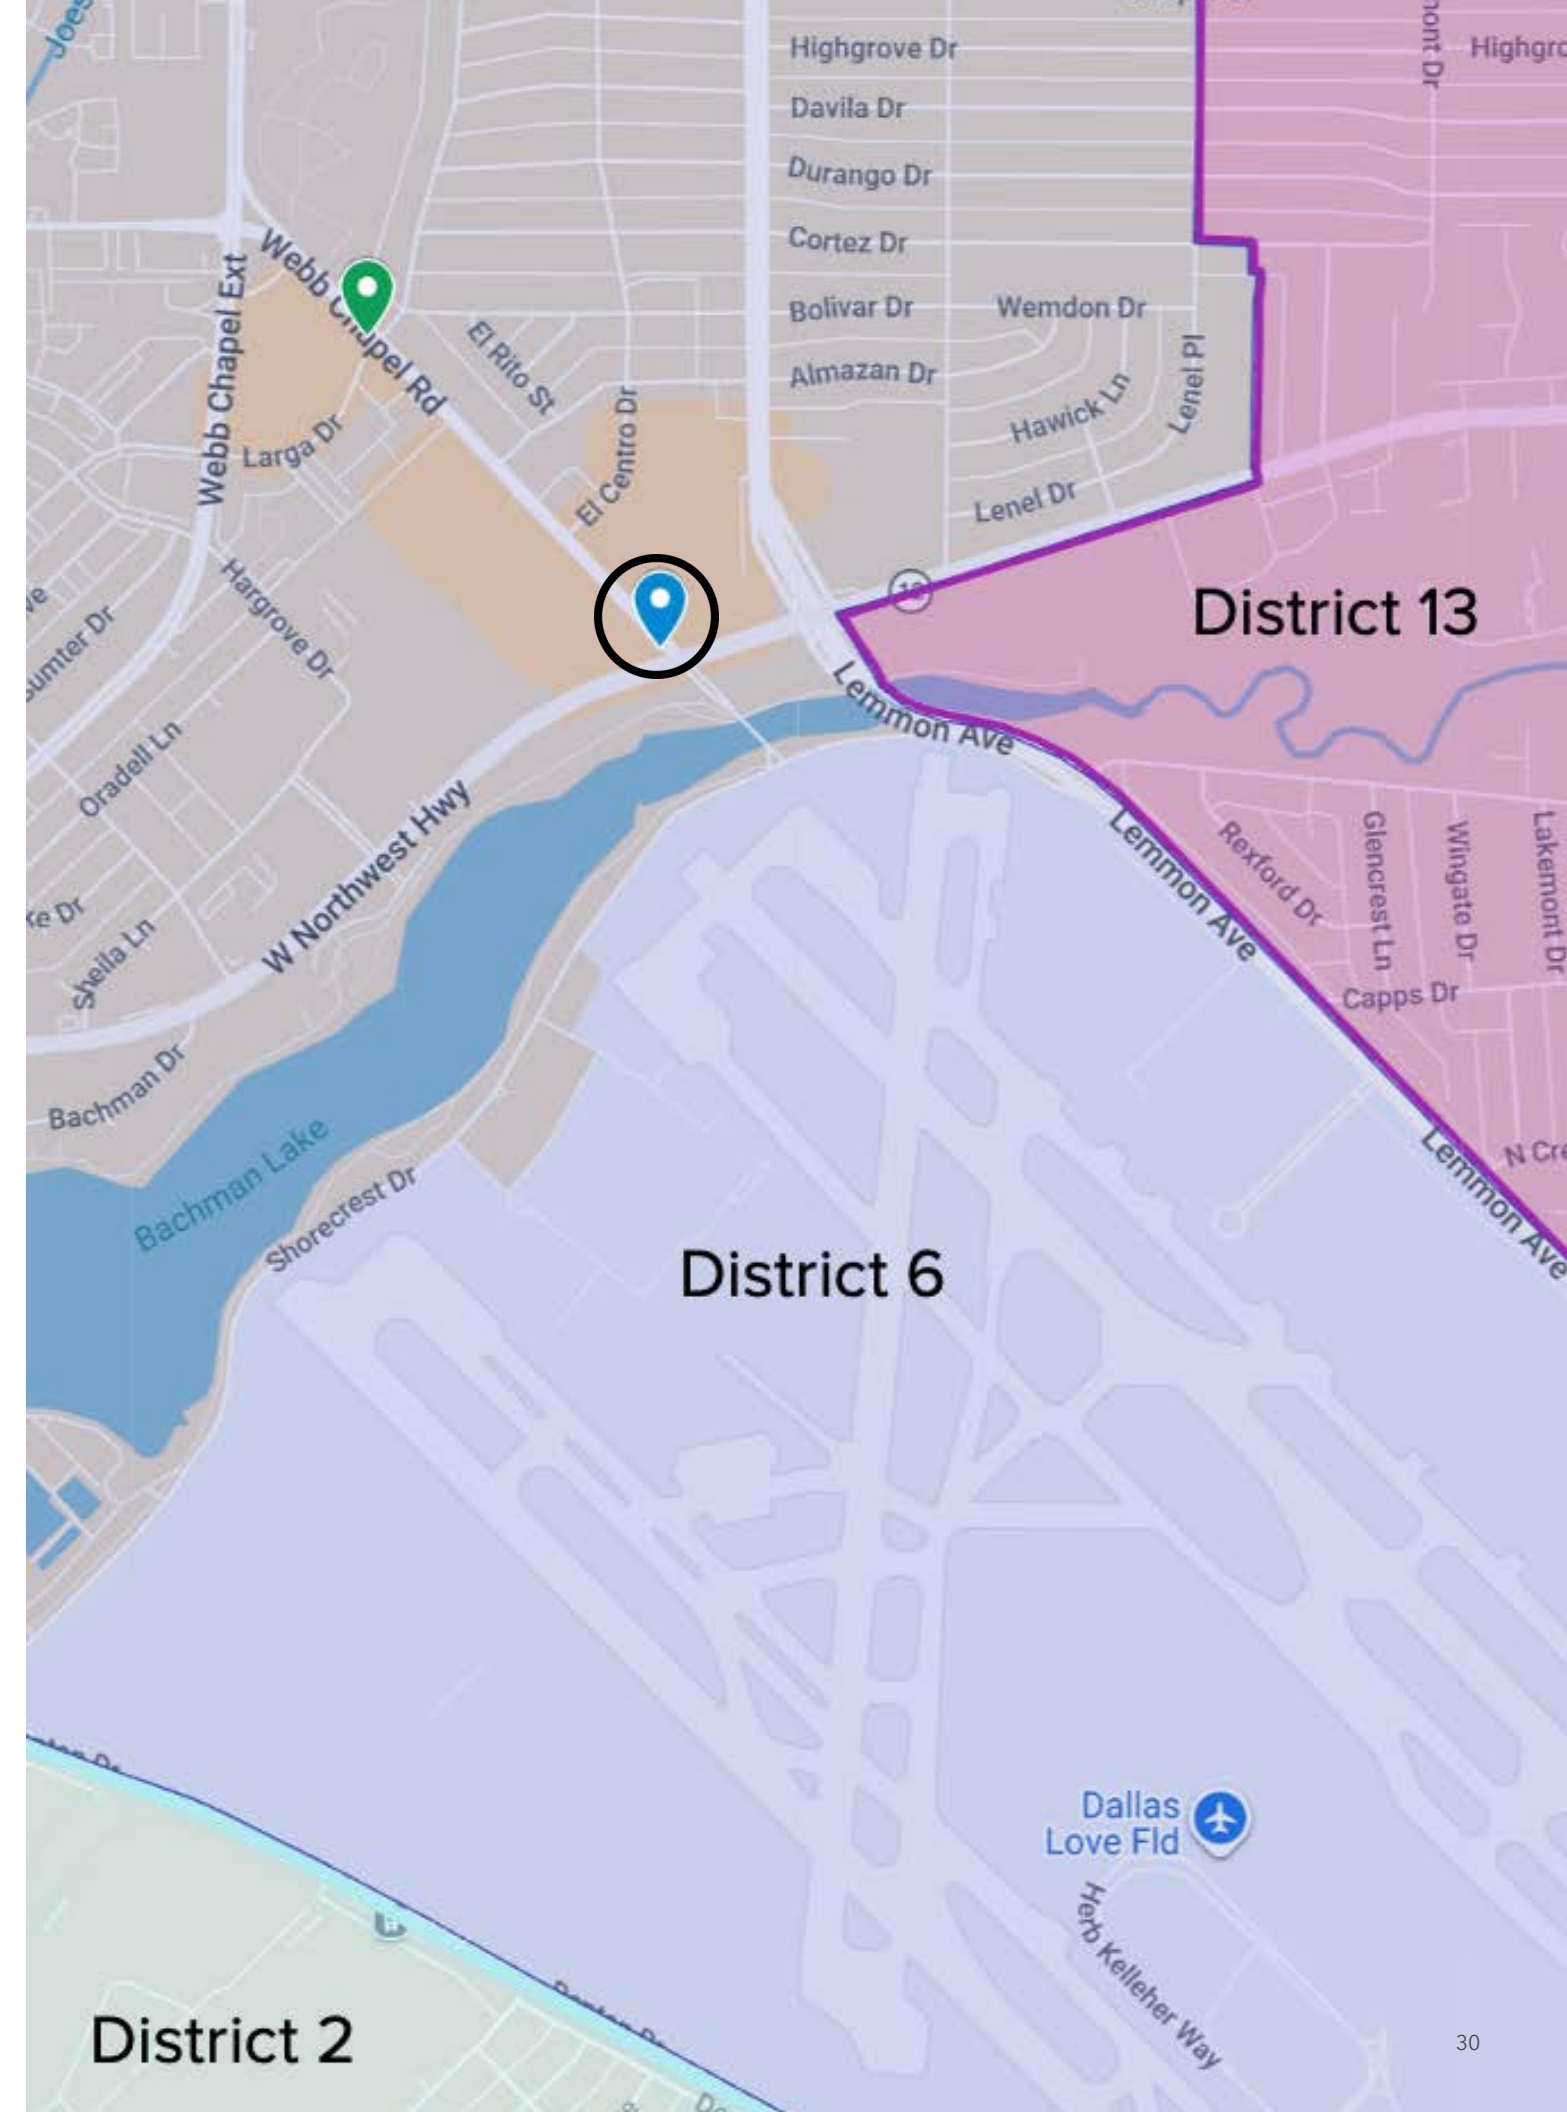 Highgrove Dr
Davila Dr
Durango Dr
Cortez Dr
Bolivar Dr
Wemdon Dr
Almazan Dr
Hawick Ln
Lenel Pl
Lenel Dr
Webb Chapel Ext
Webb Chapel Rd
El Rito St
El Centro Dr
Larga Dr
Hargrove Dr
District 13
Lemmon Ave
Oradell Ln
W Northwest Hwy
Sheila Ln
Bachman Dr
Bachman Lake
Shorecrest Dr
Lemmon Ave
Rexford Dr
Glencrest Ln
Wingate Dr
Lakemont Dr
Capps Dr
Lemmon Ave
District 6
Dallas
Love Fld
Herb Kelleher Way
District 2
30